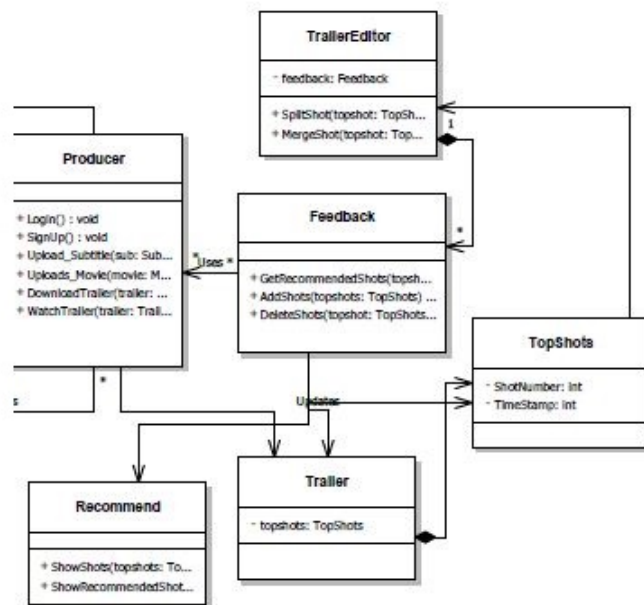 TrailerEditor
- feedback: Feedback
+ SplitShot(topshot: TopSh...
+ MergeShot(topshot: Top...
1
Producer
+ Login() : void
+ SignUp() : void
+ Upload_Subtitle(sub: Sub...
+ Uploads_Movie(movie: M...
+ DownloadTrailer(trailer: ...
+ WatchTrailer(trailer: Trail...
* Uses *
Feedback
+ GetRecommendedShots(topsh...
+ AddShots(topshots: TopShots) ...
+ DeleteShots(topshot: TopShots...
*
TopShots
- ShotNumber: int
- TimeStamp: int
*
Updates
Trailer
- topshots: TopShots
Recommend
+ ShowShots(topshots: To...
+ ShowRecommendedShot...